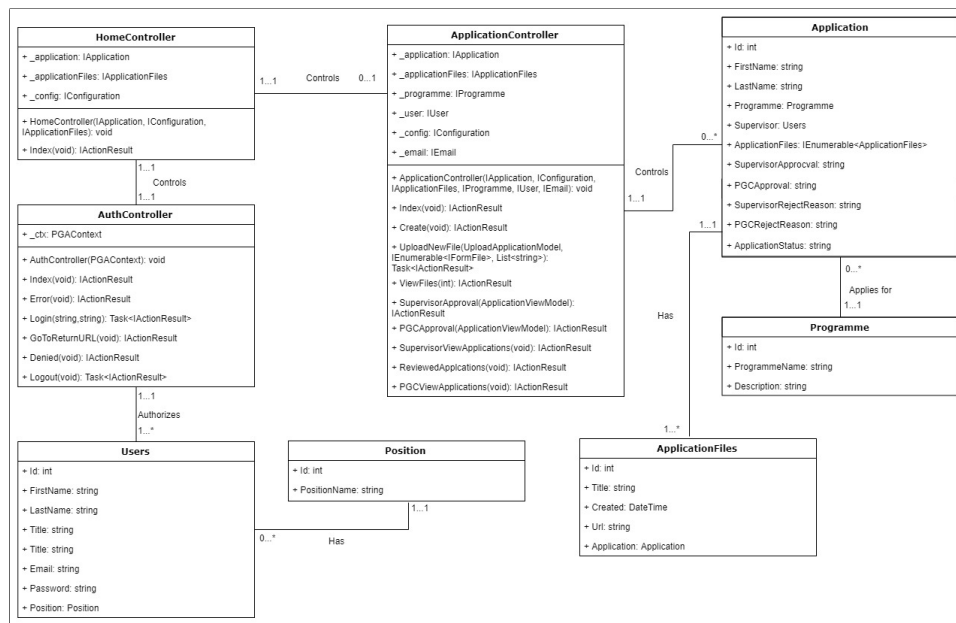 HomeController
+ _application: IApplication
+ _applicationFiles: IApplicationFiles
+ _config: IConfiguration
+ HomeController(IApplication, IConfiguration,
IApplicationFiles): void
+ Index(void): IActionResult
1...1
Controls
0...1
ApplicationController
+ _application: IApplication
+ _applicationFiles: IApplicationFiles
+ _programme: IProgramme
+ _user: IUser
+ _config: IConfiguration
+ _email: IEmail
+ ApplicationController(IApplication, IConfiguration,
IApplicationFiles, IProgramme, IUser, IEmail): void
+ Index(void): IActionResult
+ Create(void): IActionResult
+ UploadNewFile(UploadApplicationModel,
IEnumerable<IFormFile>, List<string>):
Task<IActionResult>
+ ViewFiles(int): IActionResult
+ SupervisorApproval(ApplicationViewModel):
IActionResult
+ PGCApproval(ApplicationViewModel): IActionResult
+ SupervisorViewApplications(void): IActionResult
+ ReviewedApplcations(void): IActionResult
+ PGCViewApplications(void): IActionResult
0...*
Controls
1...1
Application
+ Id: int
+ FirstName: string
+ LastName: string
+ Programme: Programme
+ Supervisor: Users
+ ApplicationFiles: IEnumerable<ApplicationFiles>
+ SupervisorApprocval: string
+ PGCApproval: string
+ SupervisorRejectReason: string
+ PGCRejectReason: string
+ ApplicationStatus: string
1...1
Controls
1...1
AuthController
+ _ctx: PGAContext
+ AuthController(PGAContext): void
+ Index(void): IActionResult
+ Error(void): IActionResult
+ Login(string,string): Task<IActionResult>
+ GoToReturnURL(void): IActionResult
+ Denied(void): IActionResult
+ Logout(void): Task<IActionResult>
1...1
Has
1...*
0...*
Applies for
1...1
Programme
+ Id: int
+ ProgrammeName: string
+ Description: string
1...1
Authorizes
1...*
Users
+ Id: int
+ FirstName: string
+ LastName: string
+ Title: string
+ Title: string
+ Email: string
+ Password: string
+ Position: Position
Position
+ Id: int
+ PositionName: string
1...1
0...*
Has
ApplicationFiles
+ Id: int
+ Title: string
+ Created: DateTime
+ Url: string
+ Application: Application